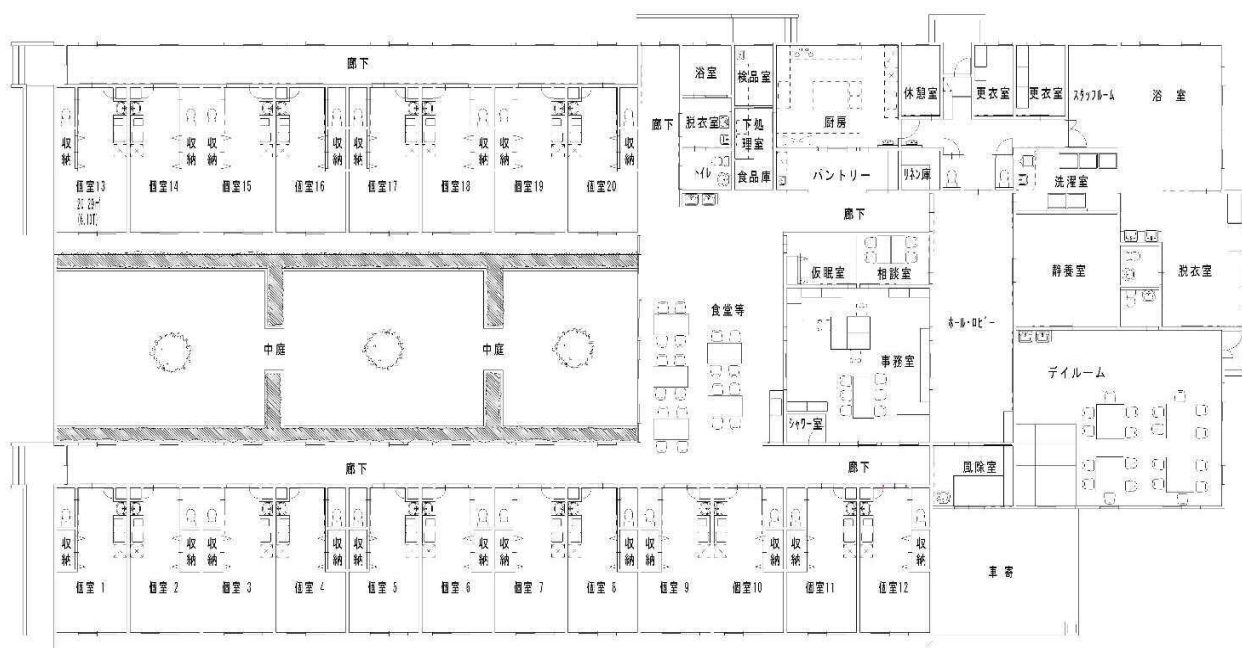 廊下
浴室
検品室
厨房
休憩室
更衣室
更衣室
スタッフルーム
浴室
廊下
脱衣室
下処理室
トイレ
食品庫
パントリー
リネン庫
洗濯室
収納
収納
収納
収納
収納
収納
収納
収納
個室13
個室14
個室15
個室16
個室17
個室18
個室19
個室20
廊下
仮眠室
相談室
静養室
脱衣室
食堂等
ホール・ロビー
中庭
中庭
事務室
デイルーム
シャワー室
廊下
廊下
風除室
収納
収納
収納
収納
収納
収納
収納
収納
収納
収納
収納
収納
個室 1
個室 2
個室 3
個室 4
個室 5
個室 6
個室 7
個室 8
個室 9
個室10
個室11
個室12
車寄